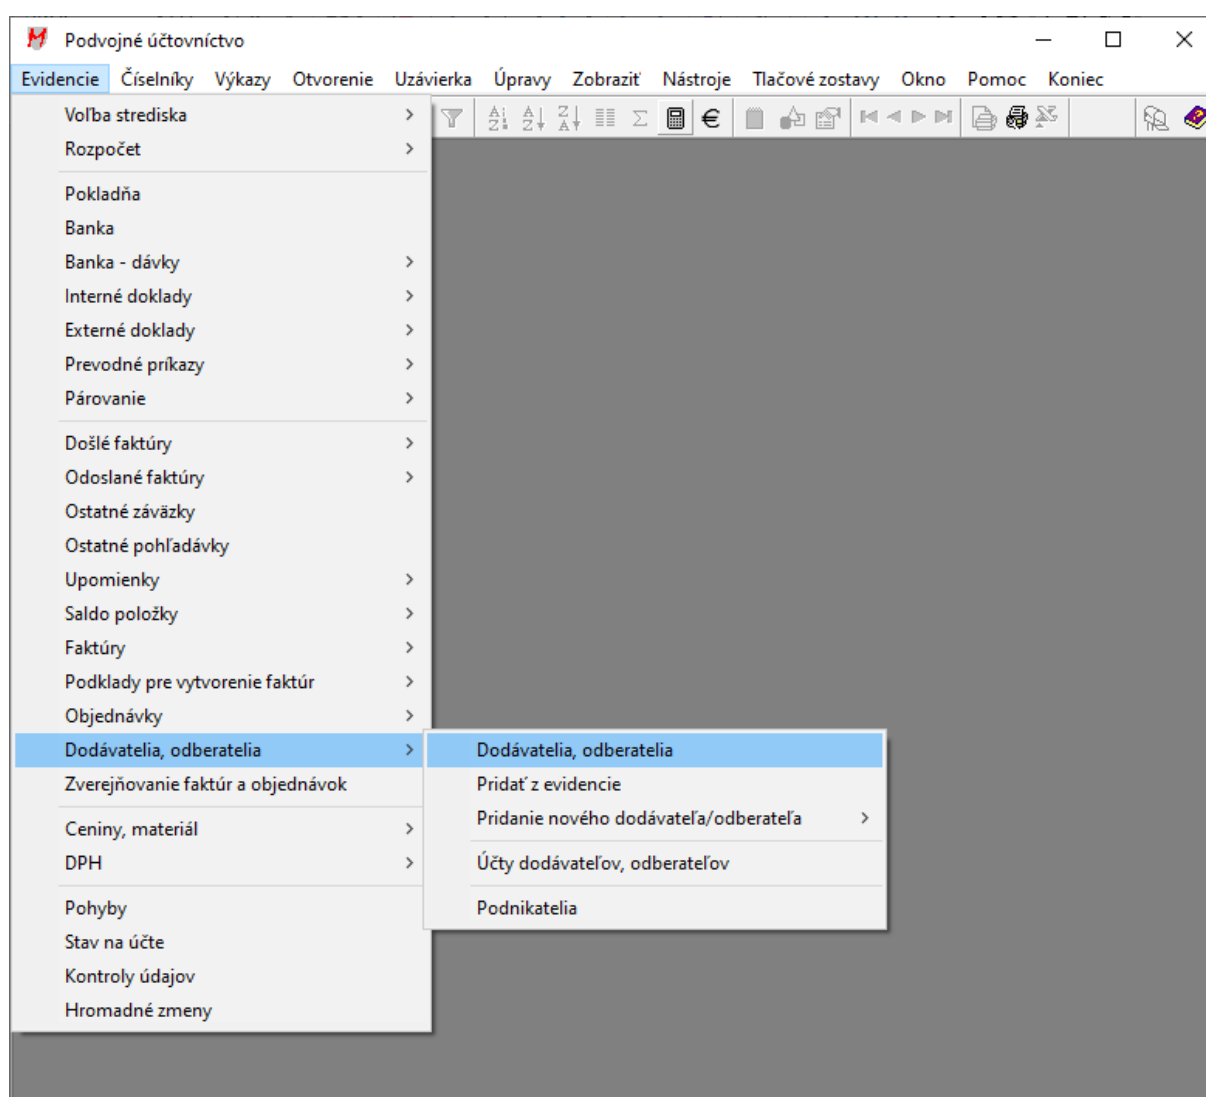 Podvojné účtovníctvo
Evidencie Číselníky Výkazy Otvorenie Uzávierka Úpravy Zobraziť Nástroje Tlačové zostavy Okno Pomoc Koniec
Voľba strediska
Rozpočet
Pokladňa
Banka
Banka - dávky
Interné doklady
Externé doklady
Prevodné príkazy
Párovanie
Došlé faktúry
Odoslané faktúry
Ostatné záväzky
Ostatné pohľadávky
Upomienky
Saldo položky
Faktúry
Podklady pre vytvorenie faktúr
Objednávky
Dodávatelia, odberatelia
Zverejňovanie faktúr a objednávok
Ceniny, materiál
DPH
Pohyby
Stav na účte
Kontroly údajov
Hromadné zmeny
Dodávatelia, odberatelia
Pridať z evidencie
Pridanie nového dodávateľa/odberateľa
Účty dodávateľov, odberateľov
Podnikatelia